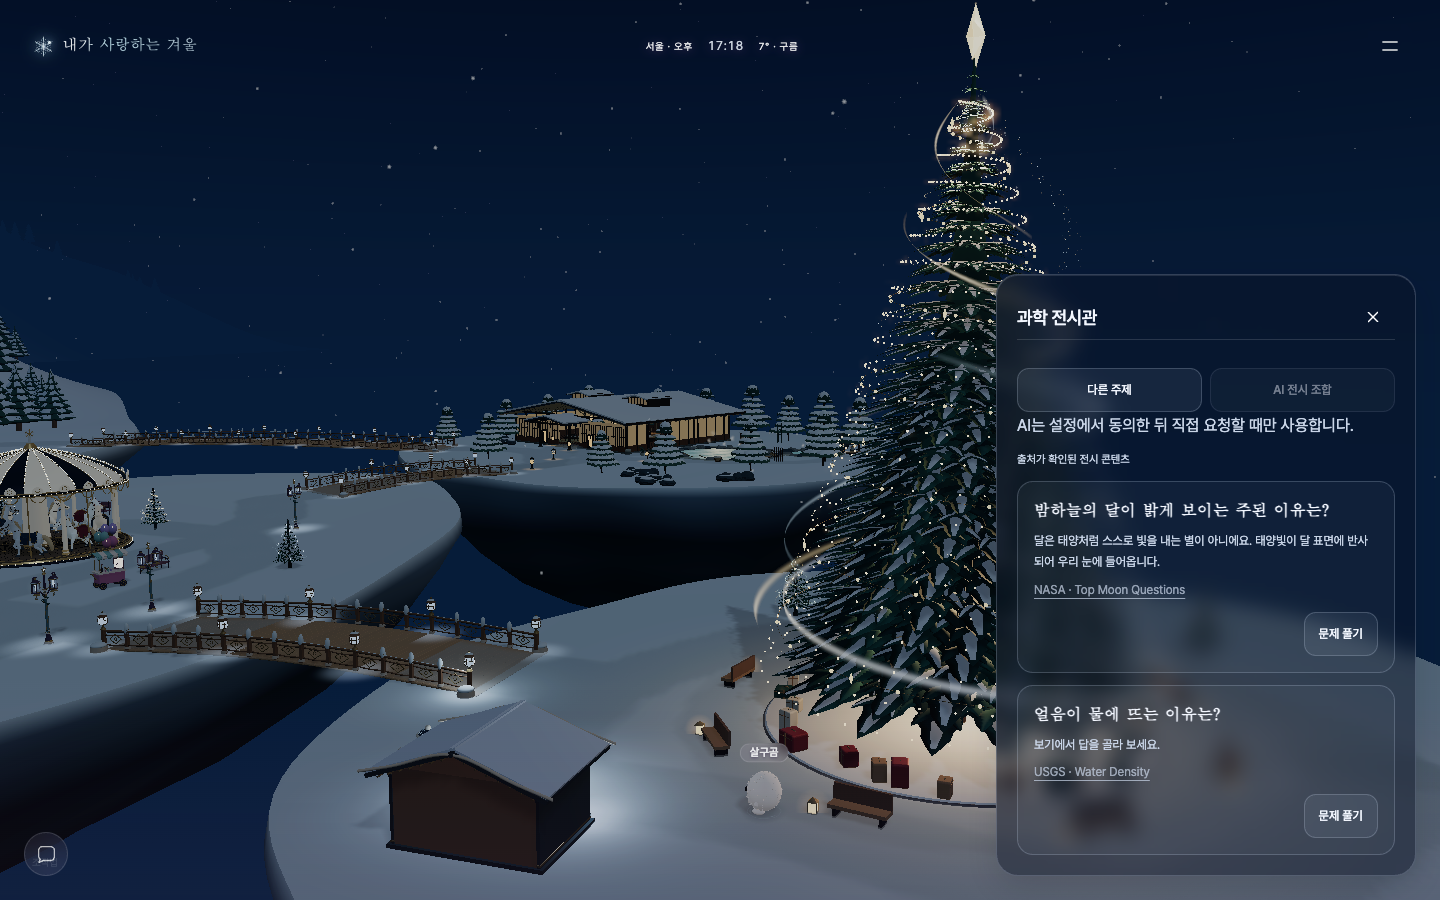 내가 사랑하는 겨울
서울 · 오후 17:18 7° · 구름
과학 전시관
다른 주제
AI 전시 조합
AI는 설정에서 동의한 뒤 직접 요청할 때만 사용합니다.
출처가 확인된 전시 콘텐츠
밤하늘의 달이 밝게 보이는 주된 이유는?
달은 태양처럼 스스로 빛을 내는 별이 아니에요. 태양빛이 달 표면에 반사
되어 우리 눈에 들어옵니다.
NASA · Top Moon Questions
문제 풀기
얼음이 물에 뜨는 이유는?
보기에서 답을 골라 보세요.
USGS · Water Density
문제 풀기
살구곰